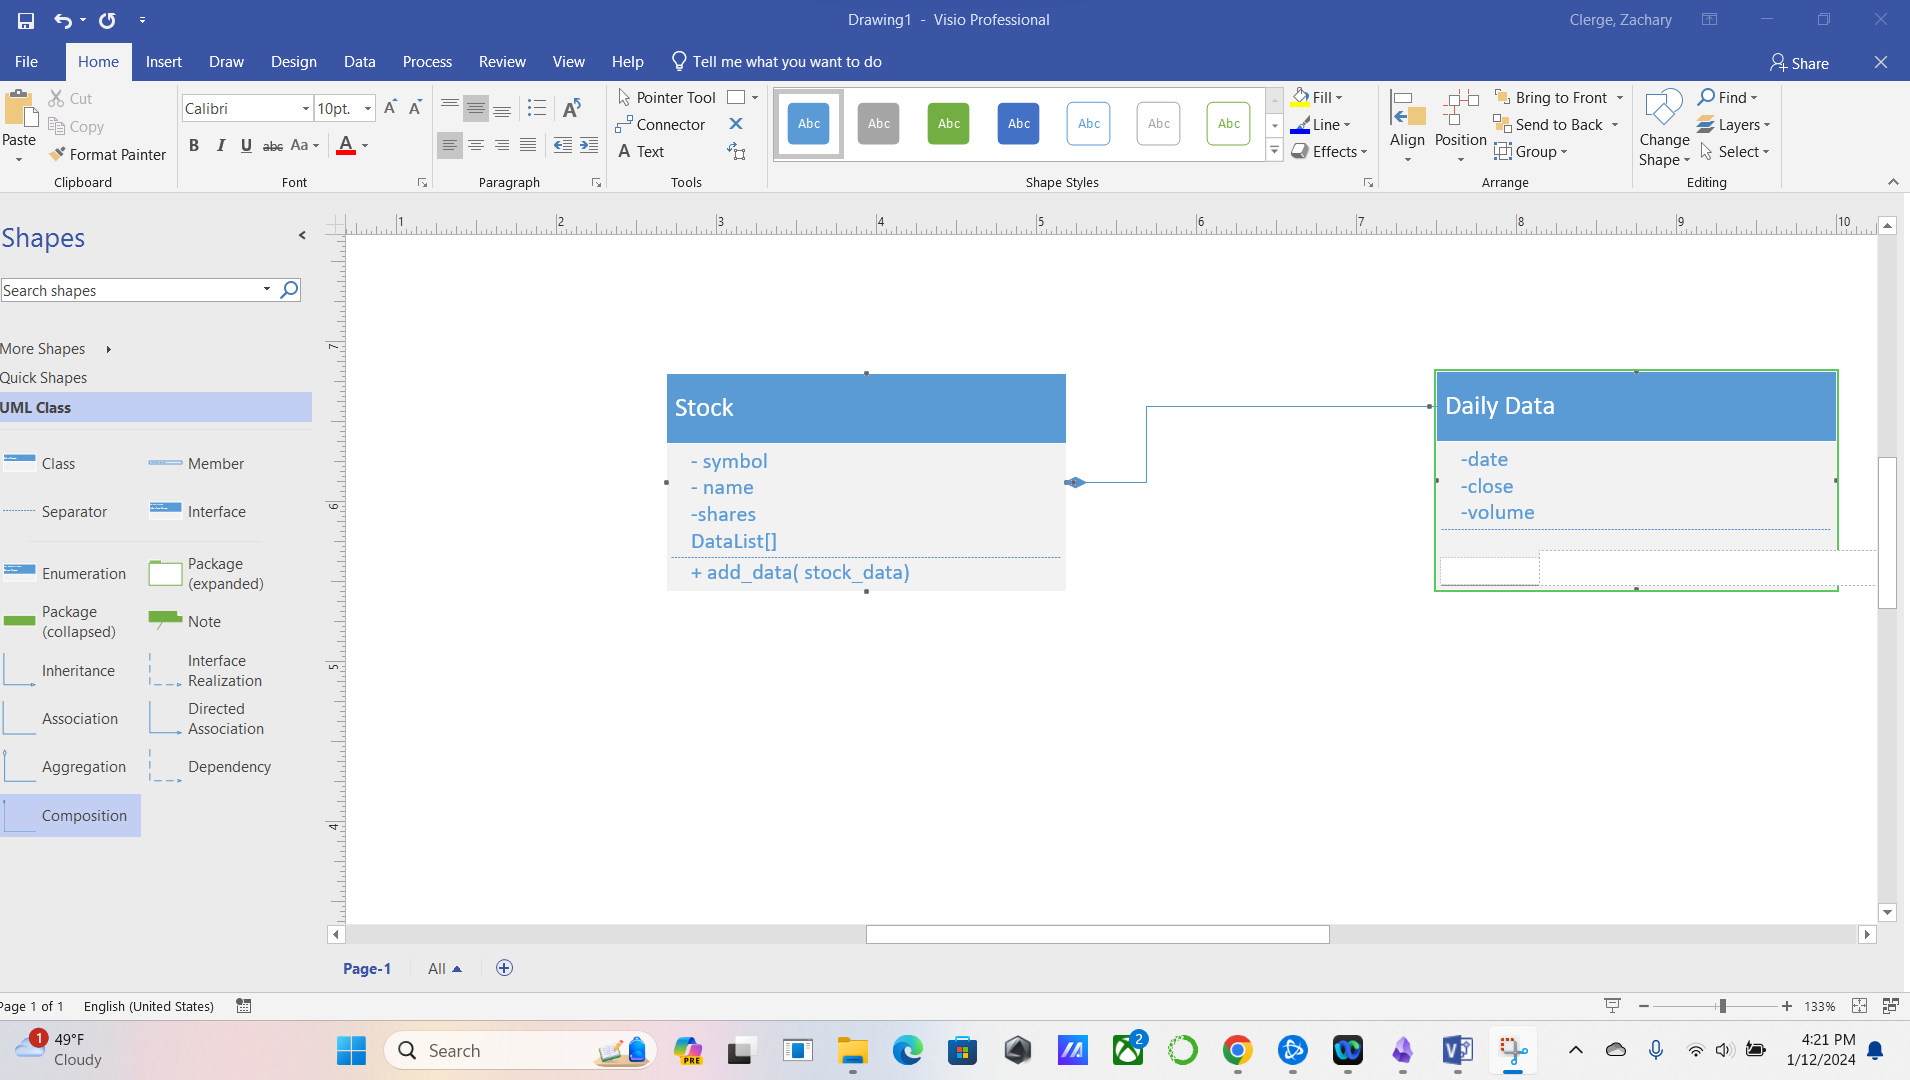 Drawing1 - Visio Professional
Clerge, Zachary
File Home Insert Draw Design Data Process Review View Help Tell me what you want to do
Share
Paste
Cut
Copy
Format Painter
Clipboard
Calibri 10pt. A A
B I U abc Aa A
Font
A
Paragraph
Pointer Tool
Connector
A Text
Tools
Abc Abc Abc Abc Abc Abc Abc
Shape Styles
Fill
Line
Effects
Align
Position
Bring to Front
Send to Back
Group
Arrange
Change
Shape
Find
Layers
Select
Editing
Shapes
Search shapes
More Shapes
Quick Shapes
UML Class
Class
Member
Separator
Interface
Enumeration
Package
(expanded)
Package
(collapsed)
Note
Inheritance
Interface
Realization
Association
Directed
Association
Aggregation
Dependency
Composition
1 2 3 4 5 6 7 8 9 10
7
6
5
4
Stock
- symbol
- name
-shares
DataList[]
+ add_data( stock_data)
Daily Data
-date
-close
-volume
Page-1 All
Page 1 of 1 English (United States)
133%
1
49°F
Cloudy
Search
PRE
2
4:21 PM
1/12/2024